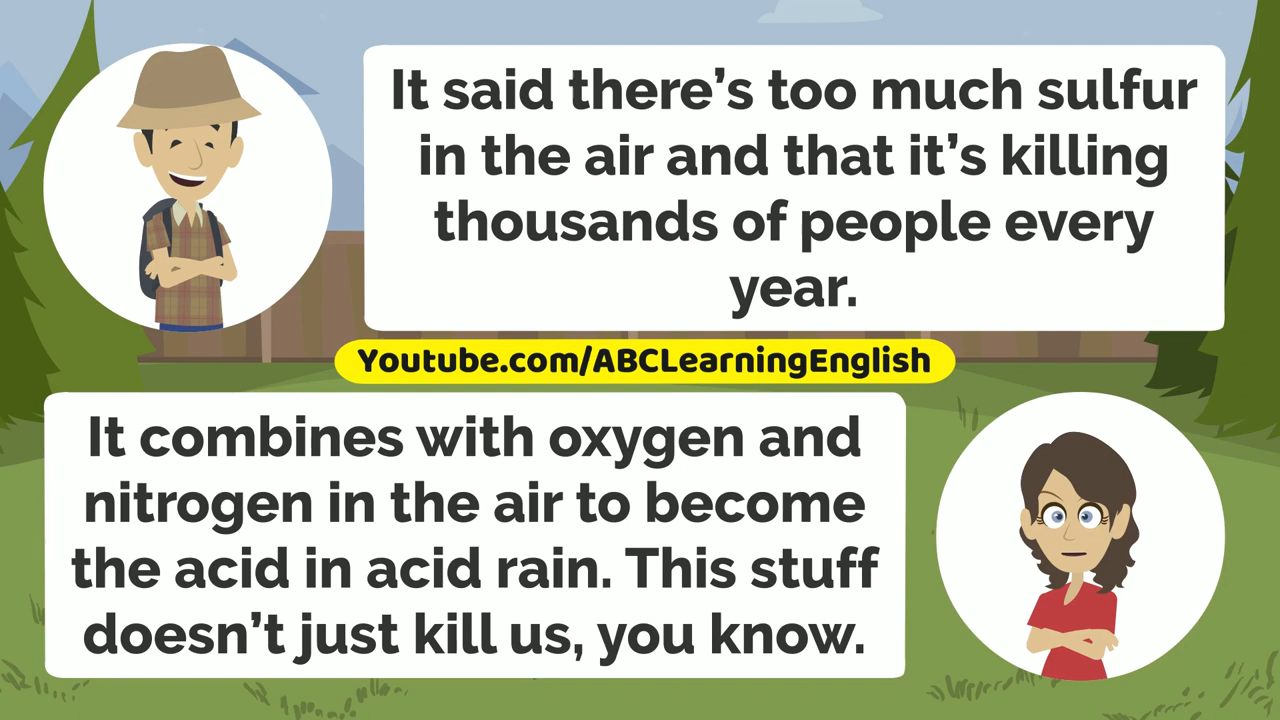 It said there’s too much sulfur
in the air and that it’s killing
thousands of people every
year.
Youtube.com/ABCLearningEnglish
It combines with oxygen and
nitrogen in the air to become
the acid in acid rain. This stuff
doesn’t just kill us, you know.